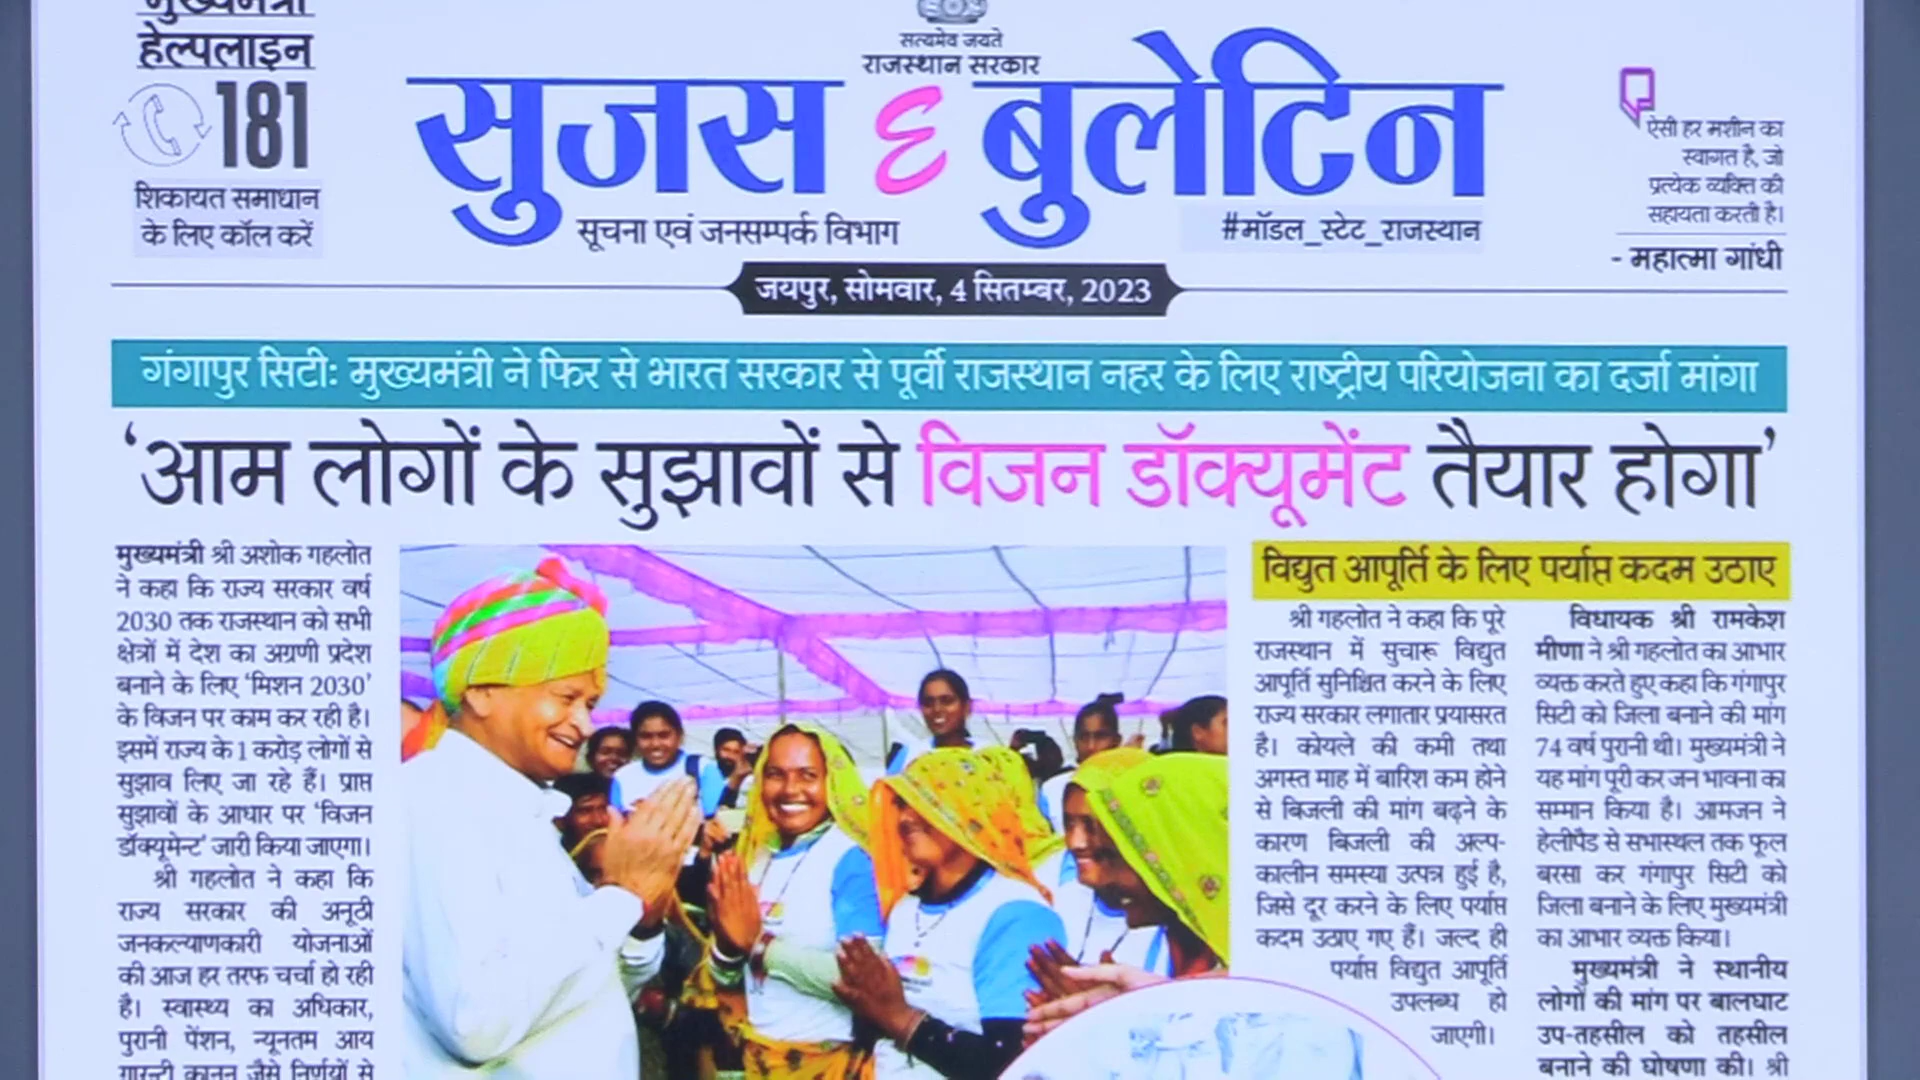 मुख्यमंत्री
हेल्पलाइन
181
शिकायत समाधान
के लिए कॉल करें
सत्यमेव जयते
राजस्थान सरकार
सुजस e बुलेटिन
सूचना एवं जनसम्पर्क विभाग
#मॉडल_स्टेट_राजस्थान
ऐसी हर मशीन का
स्वागत है, जो
प्रत्येक व्यक्ति की
सहायता करती है।
- महात्मा गांधी
जयपुर, सोमवार, 4 सितम्बर, 2023
गंगापुर सिटी: मुख्यमंत्री ने फिर से भारत सरकार से पूर्वी राजस्थान नहर के लिए राष्ट्रीय परियोजना का दर्जा मांगा
‘आम लोगों के सुझावों से विजन डॉक्यूमेंट तैयार होगा’
मुख्यमंत्री श्री अशोक गहलोत
ने कहा कि राज्य सरकार वर्ष
2030 तक राजस्थान को सभी
क्षेत्रों में देश का अग्रणी प्रदेश
बनाने के लिए ‘मिशन 2030’
के विजन पर काम कर रही है।
इसमें राज्य के 1 करोड़ लोगों से
सुझाव लिए जा रहे हैं। प्राप्त
सुझावों के आधार पर ‘विजन
डॉक्यूमेन्ट’ जारी किया जाएगा।
श्री गहलोत ने कहा कि
राज्य सरकार की अनूठी
जनकल्याणकारी योजनाओं
की आज हर तरफ चर्चा हो रही
है। स्वास्थ्य का अधिकार,
पुरानी पेंशन, न्यूनतम आय
गारन्टी कानून जैसे निर्णयों से
विद्युत आपूर्ति के लिए पर्याप्त कदम उठाए
श्री गहलोत ने कहा कि पूरे
राजस्थान में सुचारू विद्युत
आपूर्ति सुनिश्चित करने के लिए
राज्य सरकार लगातार प्रयासरत
है। कोयले की कमी तथा
अगस्त माह में बारिश कम होने
से बिजली की मांग बढ़ने के
कारण बिजली की अल्प-
कालीन समस्या उत्पन्न हुई है,
जिसे दूर करने के लिए पर्याप्त
कदम उठाए गए हैं। जल्द ही
पर्याप्त विद्युत आपूर्ति
उपलब्ध हो
जाएगी।
विधायक श्री रामकेश
मीणा ने श्री गहलोत का आभार
व्यक्त करते हुए कहा कि गंगापुर
सिटी को जिला बनाने की मांग
74 वर्ष पुरानी थी। मुख्यमंत्री ने
यह मांग पूरी कर जन भावना का
सम्मान किया है। आमजन ने
हेलीपैड से सभास्थल तक फूल
बरसा कर गंगापुर सिटी को
जिला बनाने के लिए मुख्यमंत्री
का आभार व्यक्त किया।
मुख्यमंत्री ने स्थानीय
लोगों की मांग पर बालघाट
उप-तहसील को तहसील
बनाने की घोषणा की। श्री